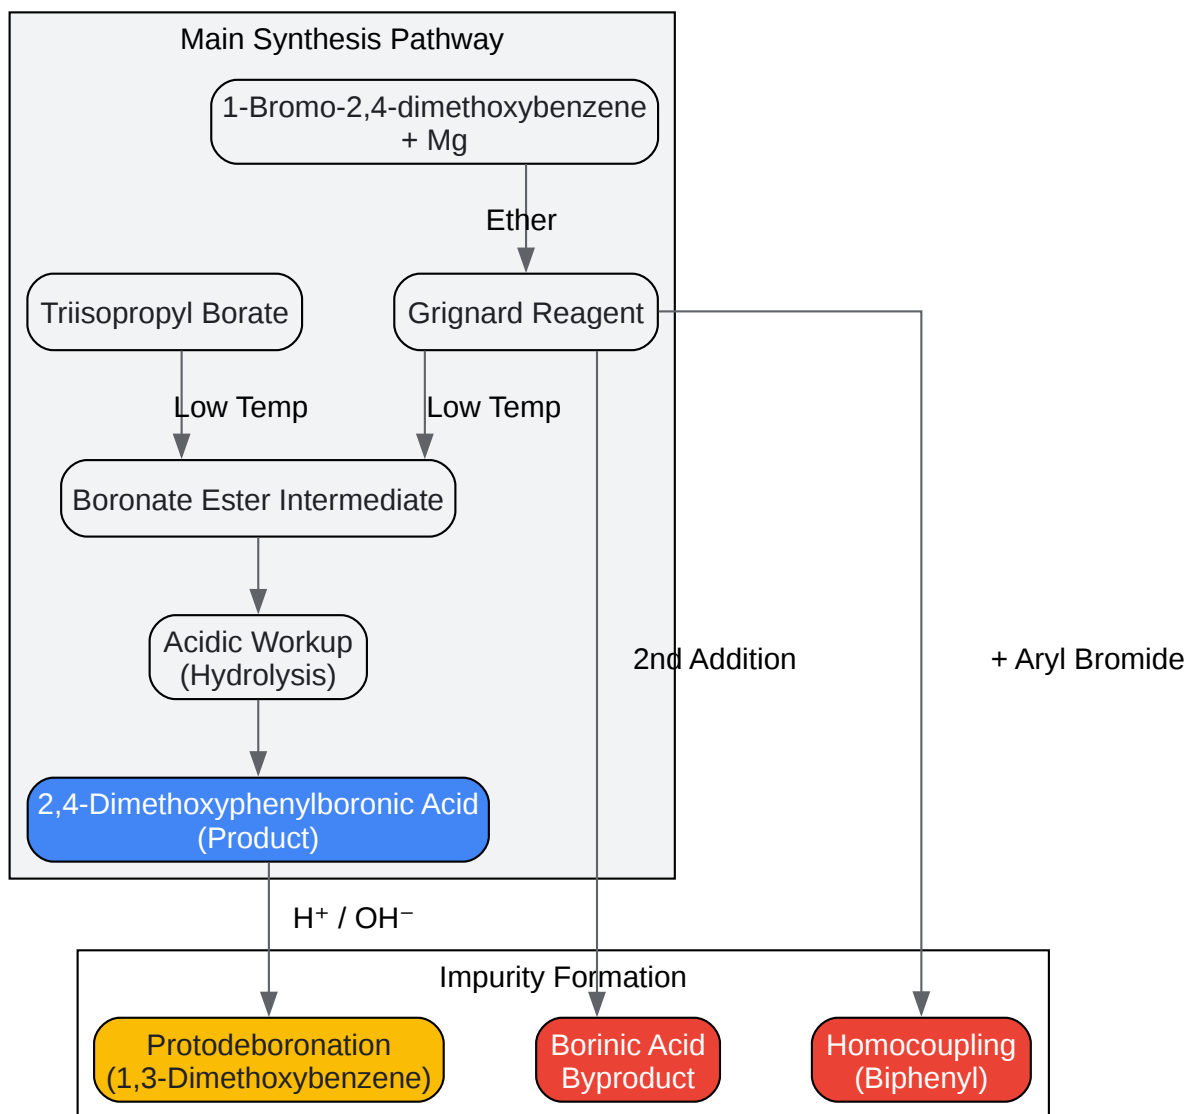 Main Synthesis Pathway
1-Bromo-2,4-dimethoxybenzene
+ Mg
Ether
Triisopropyl Borate
Grignard Reagent
Low Temp
Low Temp
Boronate Ester Intermediate
Acidic Workup
(Hydrolysis)
2nd Addition
+ Aryl Bromide
2,4-Dimethoxyphenylboronic Acid
(Product)
H⁺ / OH⁻
Impurity Formation
Protodeboronation
(1,3-Dimethoxybenzene)
Borinic Acid
Byproduct
Homocoupling
(Biphenyl)